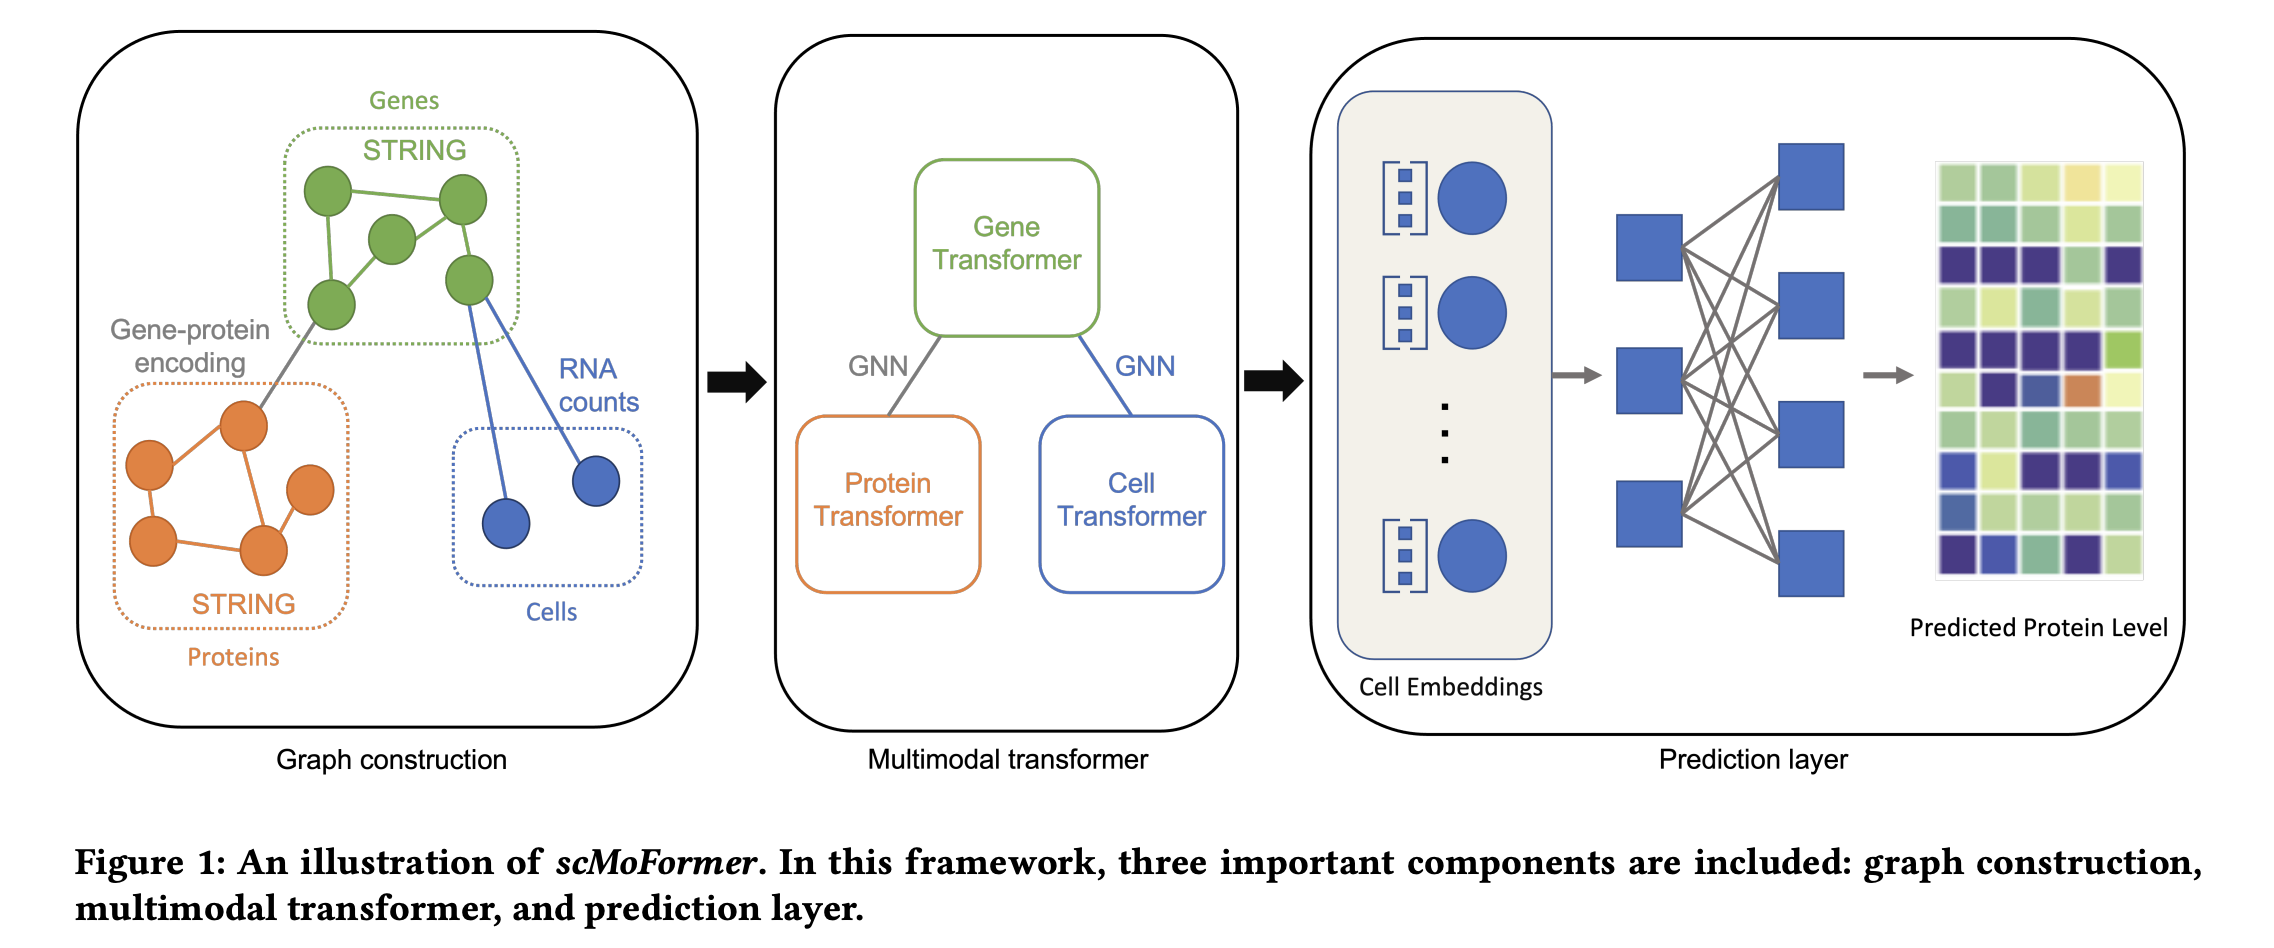 Genes
STRING
Gene-protein
encoding
RNA
counts
STRING
Proteins
Cells
Graph construction
Gene
Transformer
GNN
GNN
Protein
Transformer
Cell
Transformer
Multimodal transformer
Cell Embeddings
Predicted Protein Level
Prediction layer
Figure 1: An illustration of scMoFormer. In this framework, three important components are included: graph construction,
multimodal transformer, and prediction layer.